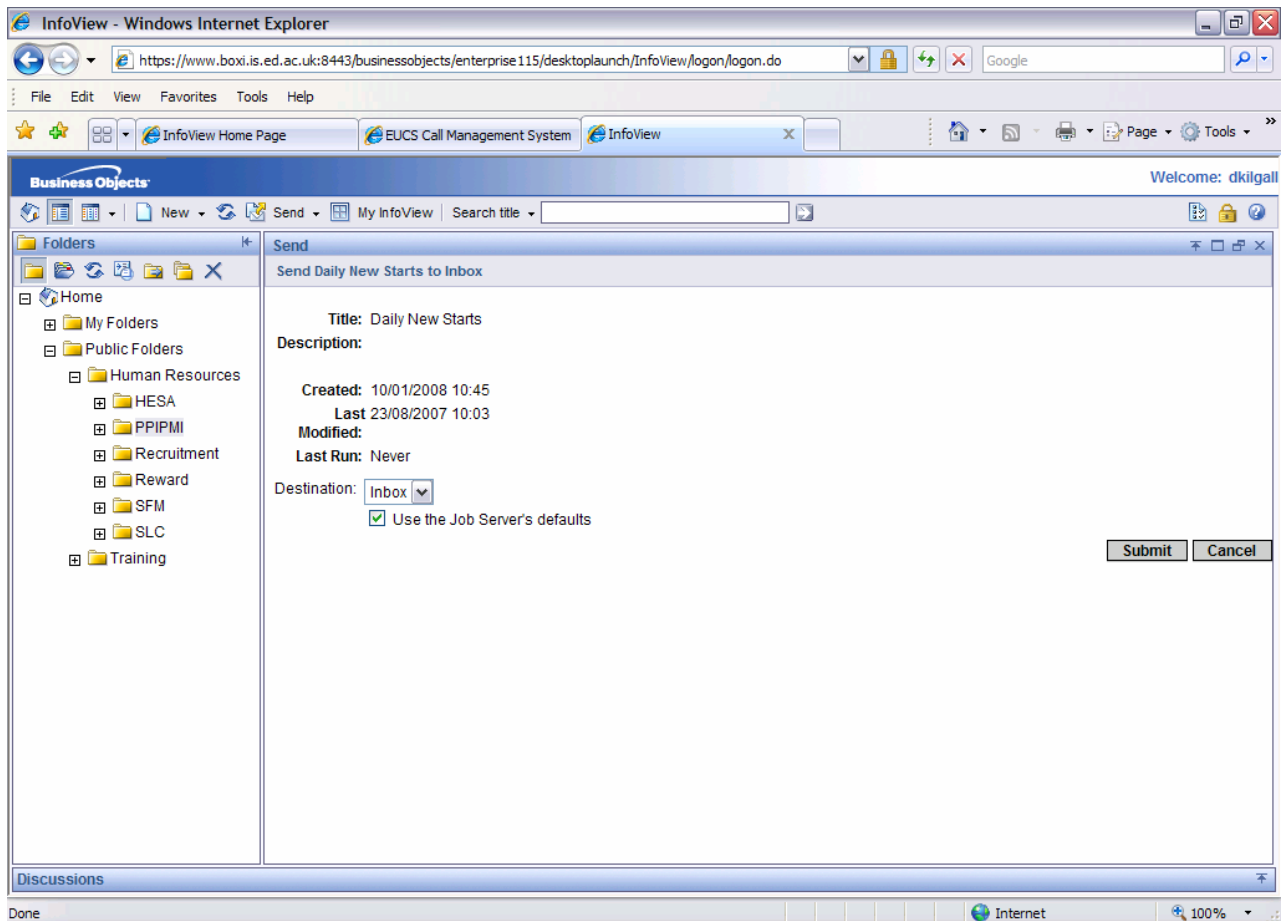 InfoView - Windows Internet Explorer
https://www.boxi.is.ed.ac.uk:8443/businessobjects/enterprise115/desktoplaunch/InfoView/logon/logon.do
Google
File Edit View Favorites Tools Help
InfoView Home Page EUCS Call Management System InfoView Page Tools
Business Objects Welcome: dkilgall
New Send My InfoView Search title
Folders
Send
Send Daily New Starts to Inbox
Home
My Folders
Public Folders
Human Resources
HESA
PPIPMI
Recruitment
Reward
SFM
SLC
Training
Title: Daily New Starts
Description:
Created: 10/01/2008 10:45
Last 23/08/2007 10:03
Modified:
Last Run: Never
Destination: Inbox
Use the Job Server's defaults
Submit Cancel
Discussions
Done Internet 100%